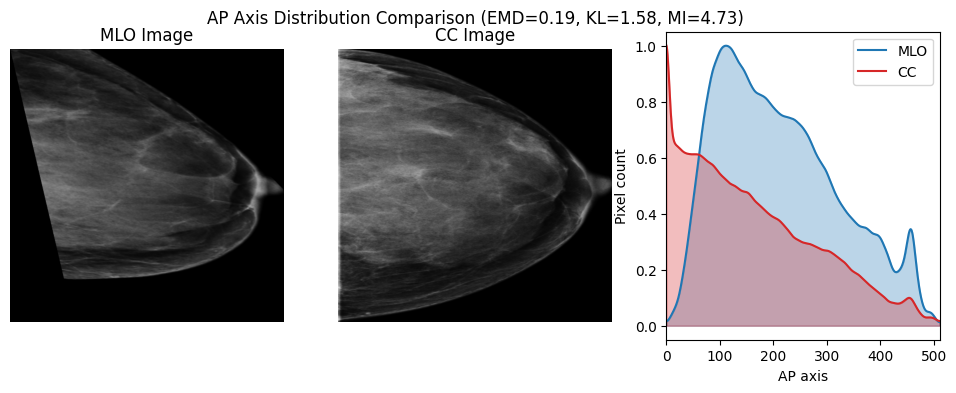 AP Axis Distribution Comparison (EMD=0.19, KL=1.58, MI=4.73)
MLO Image
CC Image
MLO
CC
1.0
0.8
0.6
0.4
0.2
0.0
Pixel count
0 100 200 300 400 500
AP axis